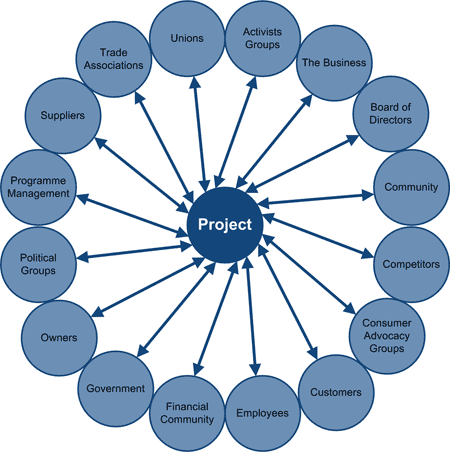 Unions
Activists
Groups
The Business
Board of
Directors
Community
Competitors
Consumer
Advocacy
Groups
Customers
Employees
Financial
Community
Government
Owners
Political
Groups
Programme
Management
Suppliers
Trade
Associations
Project